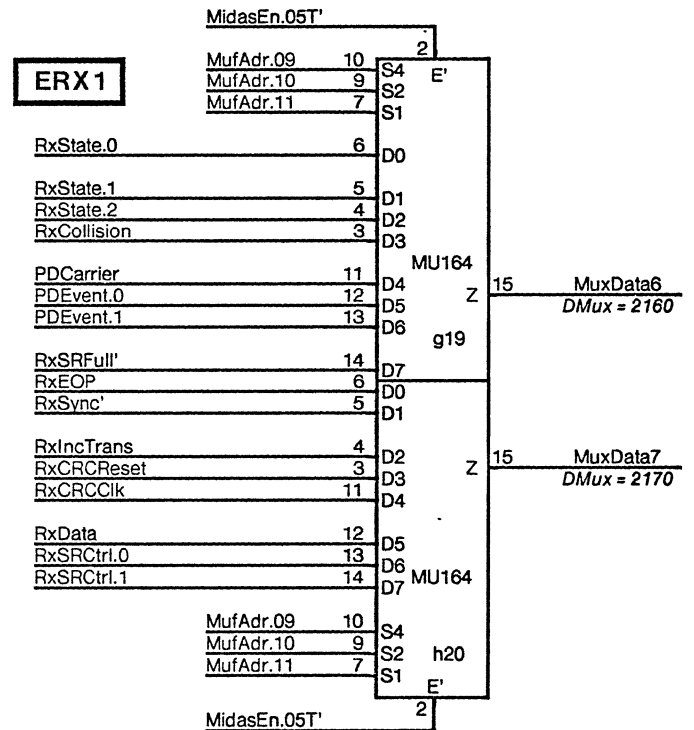 MidasEn.05T'
2
E'
ERX1
MufAdr.09 10 S4
MufAdr.10 9 S2
MufAdr.11 7 S1
RxState.0 6 D0
RxState.1 5 D1
RxState.2 4 D2
RxCollision 3 D3
MU164
PDCarrier 11 D4
PDEvent.0 12 D5
PDEvent.1 13 D6
Z 15 MuxData6
DMux = 2160
g19
RxSRFull' 14 D7
RxEOP 6 D0
RxSync' 5 D1
RxIncTrans 4 D2
RxCRCReset 3 D3
RxCRCClk 11 D4
Z 15 MuxData7
DMux = 2170
RxData 12 D5
RxSRCtrl.0 13 D6
RxSRCtrl.1 14 D7
MU164
MufAdr.09 10 S4
MufAdr.10 9 S2
MufAdr.11 7 S1
h20
E'
2
MidasEn.05T'